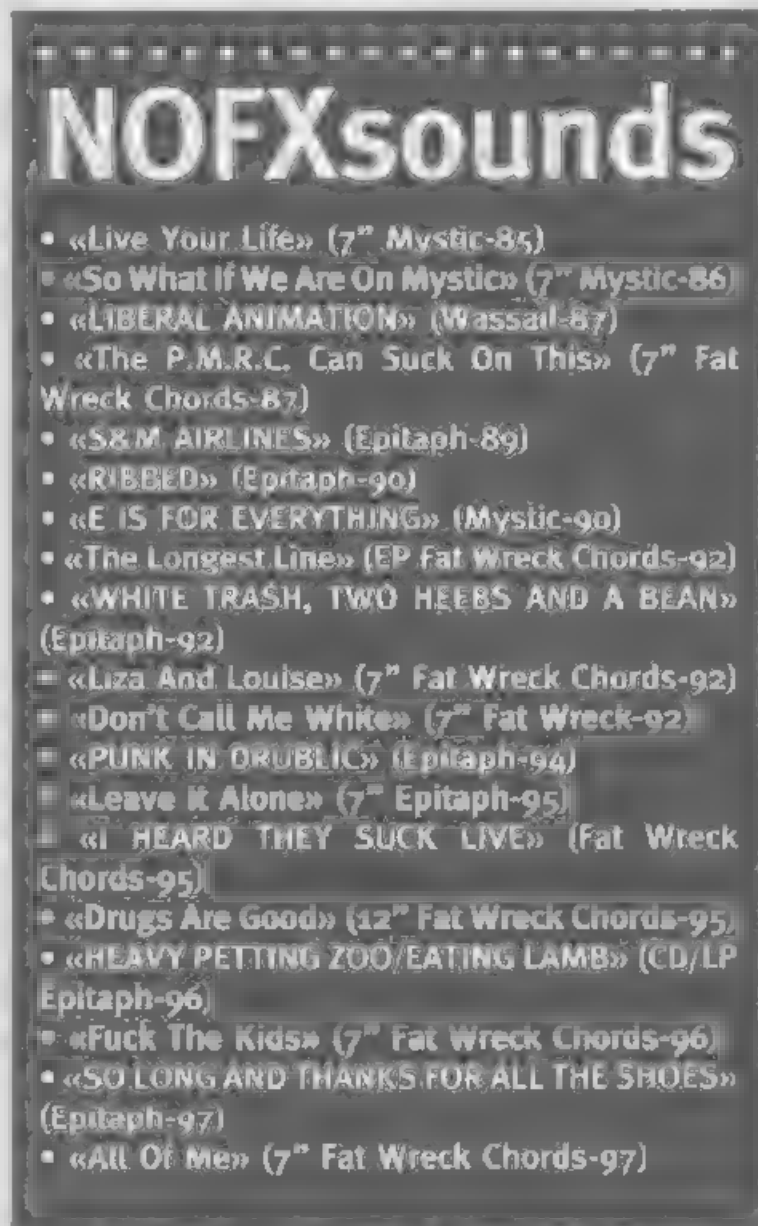 NOFXsounds
• «Live Your Life» (7" Mystic-85)
• «So What If We Are On Mystic» (7" Mystic-86)
• «LIBERAL ANIMATION» (Wassail-87)
• «The P.M.R.C. Can Suck On This» (7" Fat
Wreck Chords-87)
• «S&M AIRLINES» (Epitaph-89)
• «RIBBED» (Epitaph-90)
• «E IS FOR EVERYTHING» (Mystic-90)
• «The Longest Line» (EP Fat Wreck Chords-92)
• «WHITE TRASH, TWO HEEBS AND A BEAN»
(Epitaph-92)
• «Liza And Louise» (7" Fat Wreck Chords-92)
• «Don't Call Me White» (7" Fat Wreck-92)
• «PUNK IN DRUBLIC» (Epitaph-94)
• «Leave It Alone» (7" Epitaph-95)
• «I HEARD THEY SUCK LIVE» (Fat Wreck
Chords-95)
• «Drugs Are Good» (12" Fat Wreck Chords-95)
• «HEAVY PETTING ZOO/EATING LAMB» (CD/LP
Epitaph-96)
• «Fuck The Kids» (7" Fat Wreck Chords-96)
• «SO LONG AND THANKS FOR ALL THE SHOES»
(Epitaph-97)
• «All Of Me» (7" Fat Wreck Chords-97)